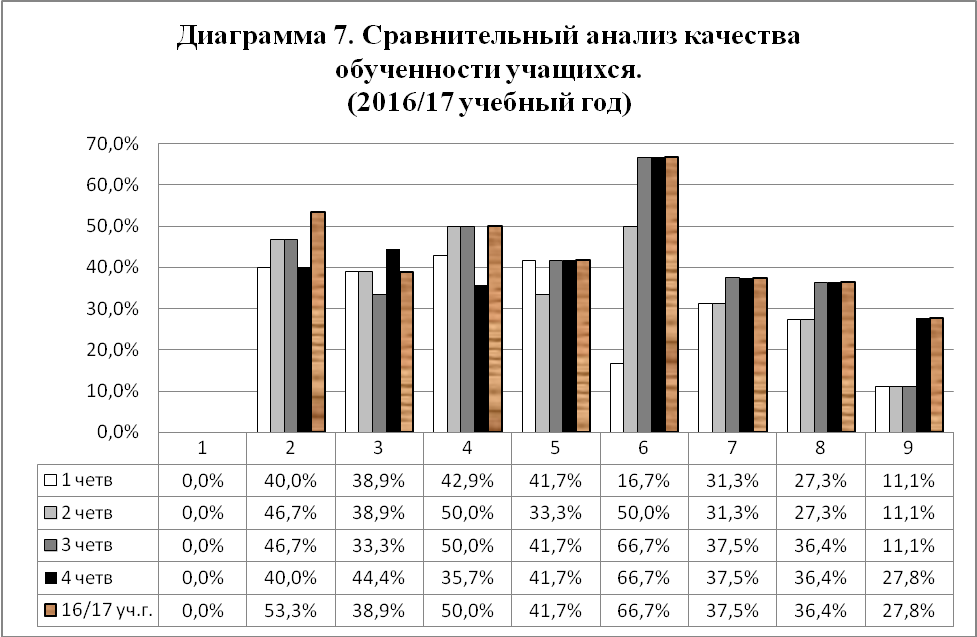 Диаграмма 7. Сравнительный анализ качества
обученности учащихся.
(2016/17 учебный год)
70,0%
60,0%
50,0%
40,0%
30,0%
20,0%
10,0%
0,0%
1 2 3 4 5 6 7 8 9
1 четв 0,0% 40,0% 38,9% 42,9% 41,7% 16,7% 31,3% 27,3% 11,1%
2 четв 0,0% 46,7% 38,9% 50,0% 33,3% 50,0% 31,3% 27,3% 11,1%
3 четв 0,0% 46,7% 33,3% 50,0% 41,7% 66,7% 37,5% 36,4% 11,1%
4 четв 0,0% 40,0% 44,4% 35,7% 41,7% 66,7% 37,5% 36,4% 27,8%
16/17 уч.г. 0,0% 53,3% 38,9% 50,0% 41,7% 66,7% 37,5% 36,4% 27,8%